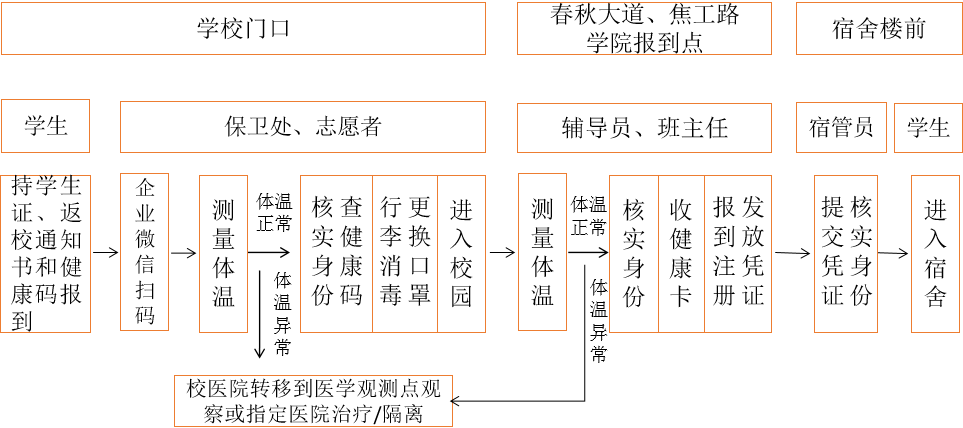 学校门口
春秋大道、焦工路
学院报到点
宿舍楼前
学生
保卫处、志愿者
辅导员、班主任
宿管员
学生
持学生
证、返
校通知
书和健
康码报
到
企业微信扫码
测量体温
体温
正常
体温异常
核实身份
查健康码
行李消毒
更换口罩
进入校园
测量体温
体温
正常
体温异常
核实身份
收健康卡
报到注册
发放凭证
提交凭证
核实身份
进入宿舍
校医院转移到医学观测点观
察或指定医院治疗/隔离